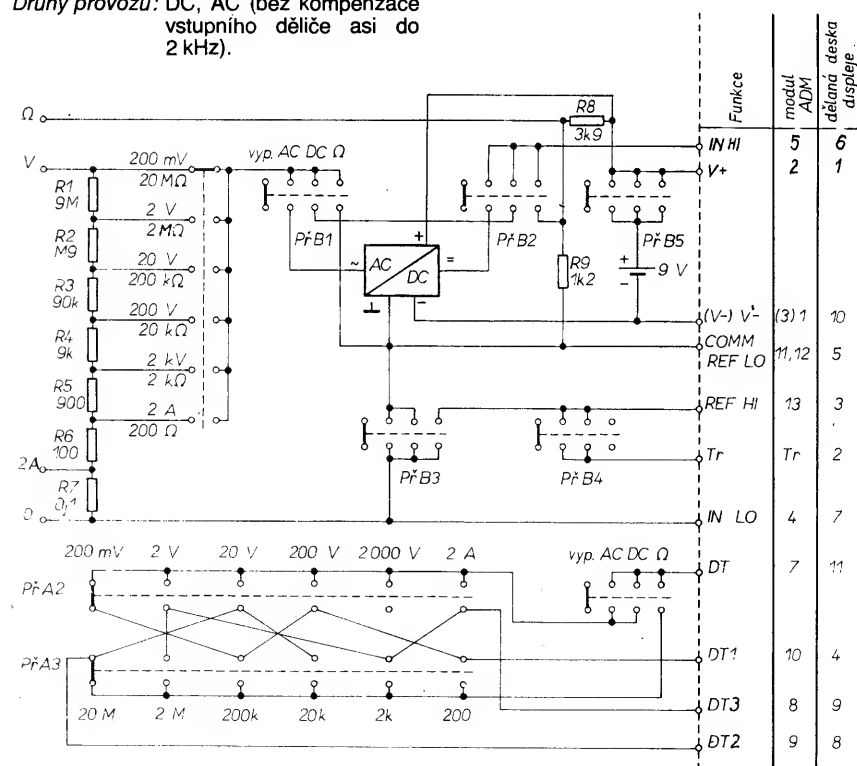 Druhy provozu: DC, AC (bez kompenzace
vstupního děliče asi do
2 kHz).
Funkce
modul ADM
dělaná deska displeje
Ω
R8
3k9
IN HI 5 6
V
200 mV
20 MΩ
vyp. AC DC Ω
V+ 2 1
R1
9M
2 V
2 MΩ
PřB1
PřB2
PřB5
R2
M9
20 V
200 kΩ
+
~
AC
DC
=
-
R9
1k2
+
-
9 V
R3
90k
200 V
20 kΩ
(V-) V'- (3) 1 10
R4
9k
2 kV
2 kΩ
COMM
REF LO 11,12 5
R5
900
2 A
200 Ω
REF HI 13 3
R6
100
2A
PřB3
PřB4
Tr Tr 2
R7
0,1
0
IN LO 4 7
200 mV 2 V 20 V 200 V 2000 V 2 A
vyp. AC DC Ω
DT 7 11
PřA2
PřA3
DT1 10 4
20 M 2 M 200k 20k 2k 200
DT3 8 9
DT2 9 8